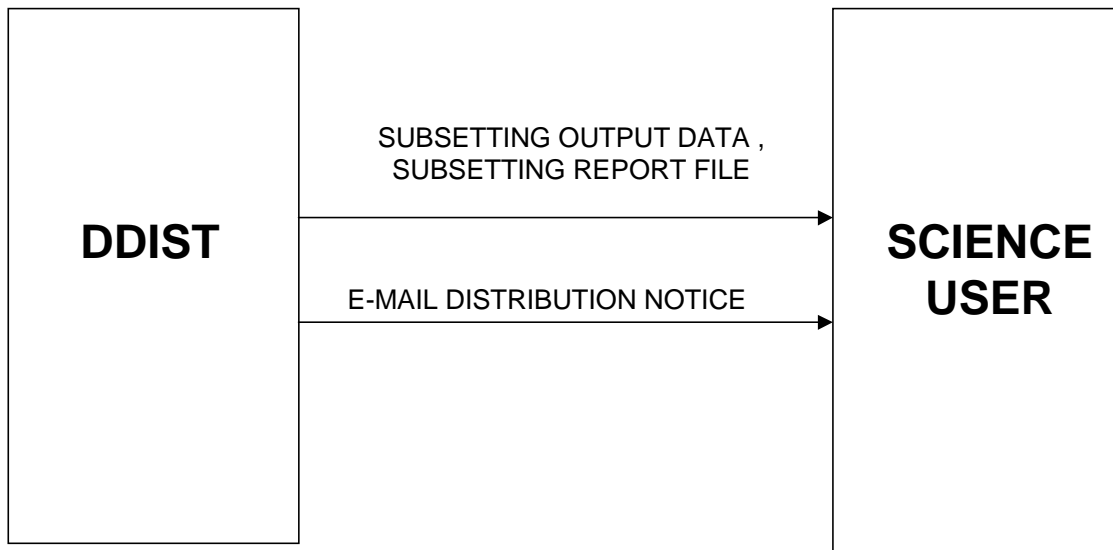 DDIST
SUBSETTING OUTPUT DATA ,
SUBSETTING REPORT FILE
E-MAIL DISTRIBUTION NOTICE
SCIENCE
USER